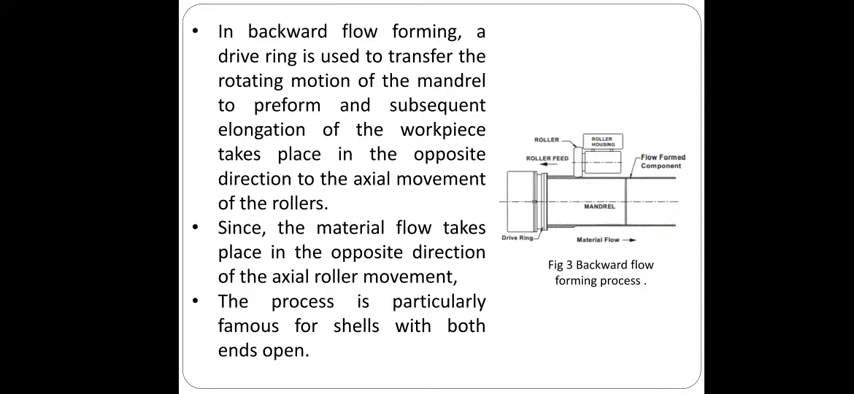 • In backward flow forming, a
drive ring is used to transfer the
rotating motion of the mandrel
to preform and subsequent
elongation of the workpiece
takes place in the opposite
direction to the axial movement
of the rollers.
• Since, the material flow takes
place in the opposite direction
of the axial roller movement,
• The process is particularly
famous for shells with both
ends open.
ROLLER
ROLLER
HOUSING
ROLLER FEED
Flow Formed
Component
MANDREL
Drive Ring
Material Flow
Fig 3 Backward flow
forming process .